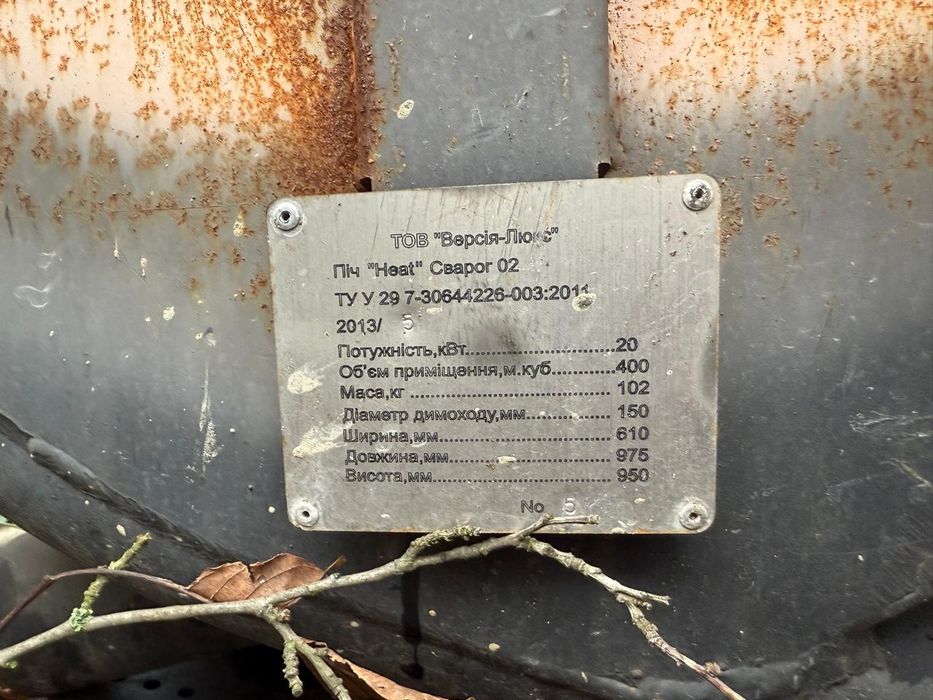 ТОВ "Версія-Люкс"
Піч "Heat" Сварог 02
ТУ У 29 7-30644226-003:2011
2013/ 5
Потужність,кВт......................................20
Об'єм приміщення,м.куб................400
Маса,кг .................................................. 102
Діаметр димоходу,мм..................... 150
Ширина,мм........................................... 610
Довжина,мм......................................... 975
Висота,мм............................................. 950
No 5